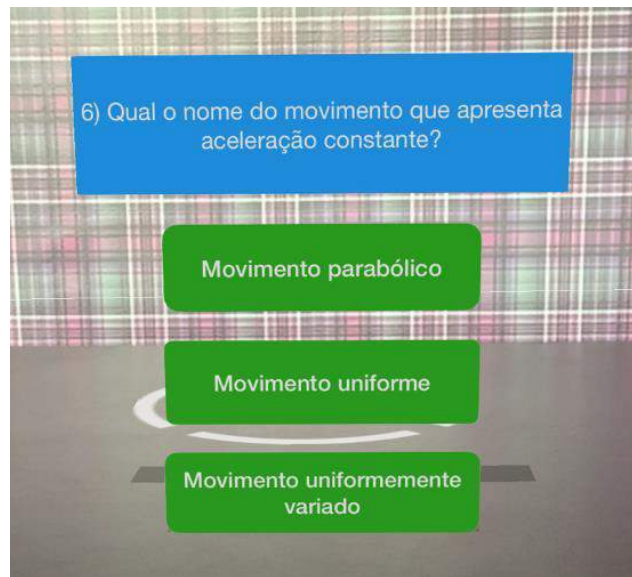 6) Qual o nome do movimento que apresenta
aceleração constante?
Movimento parabólico
Movimento uniforme
Movimento uniformemente
variado